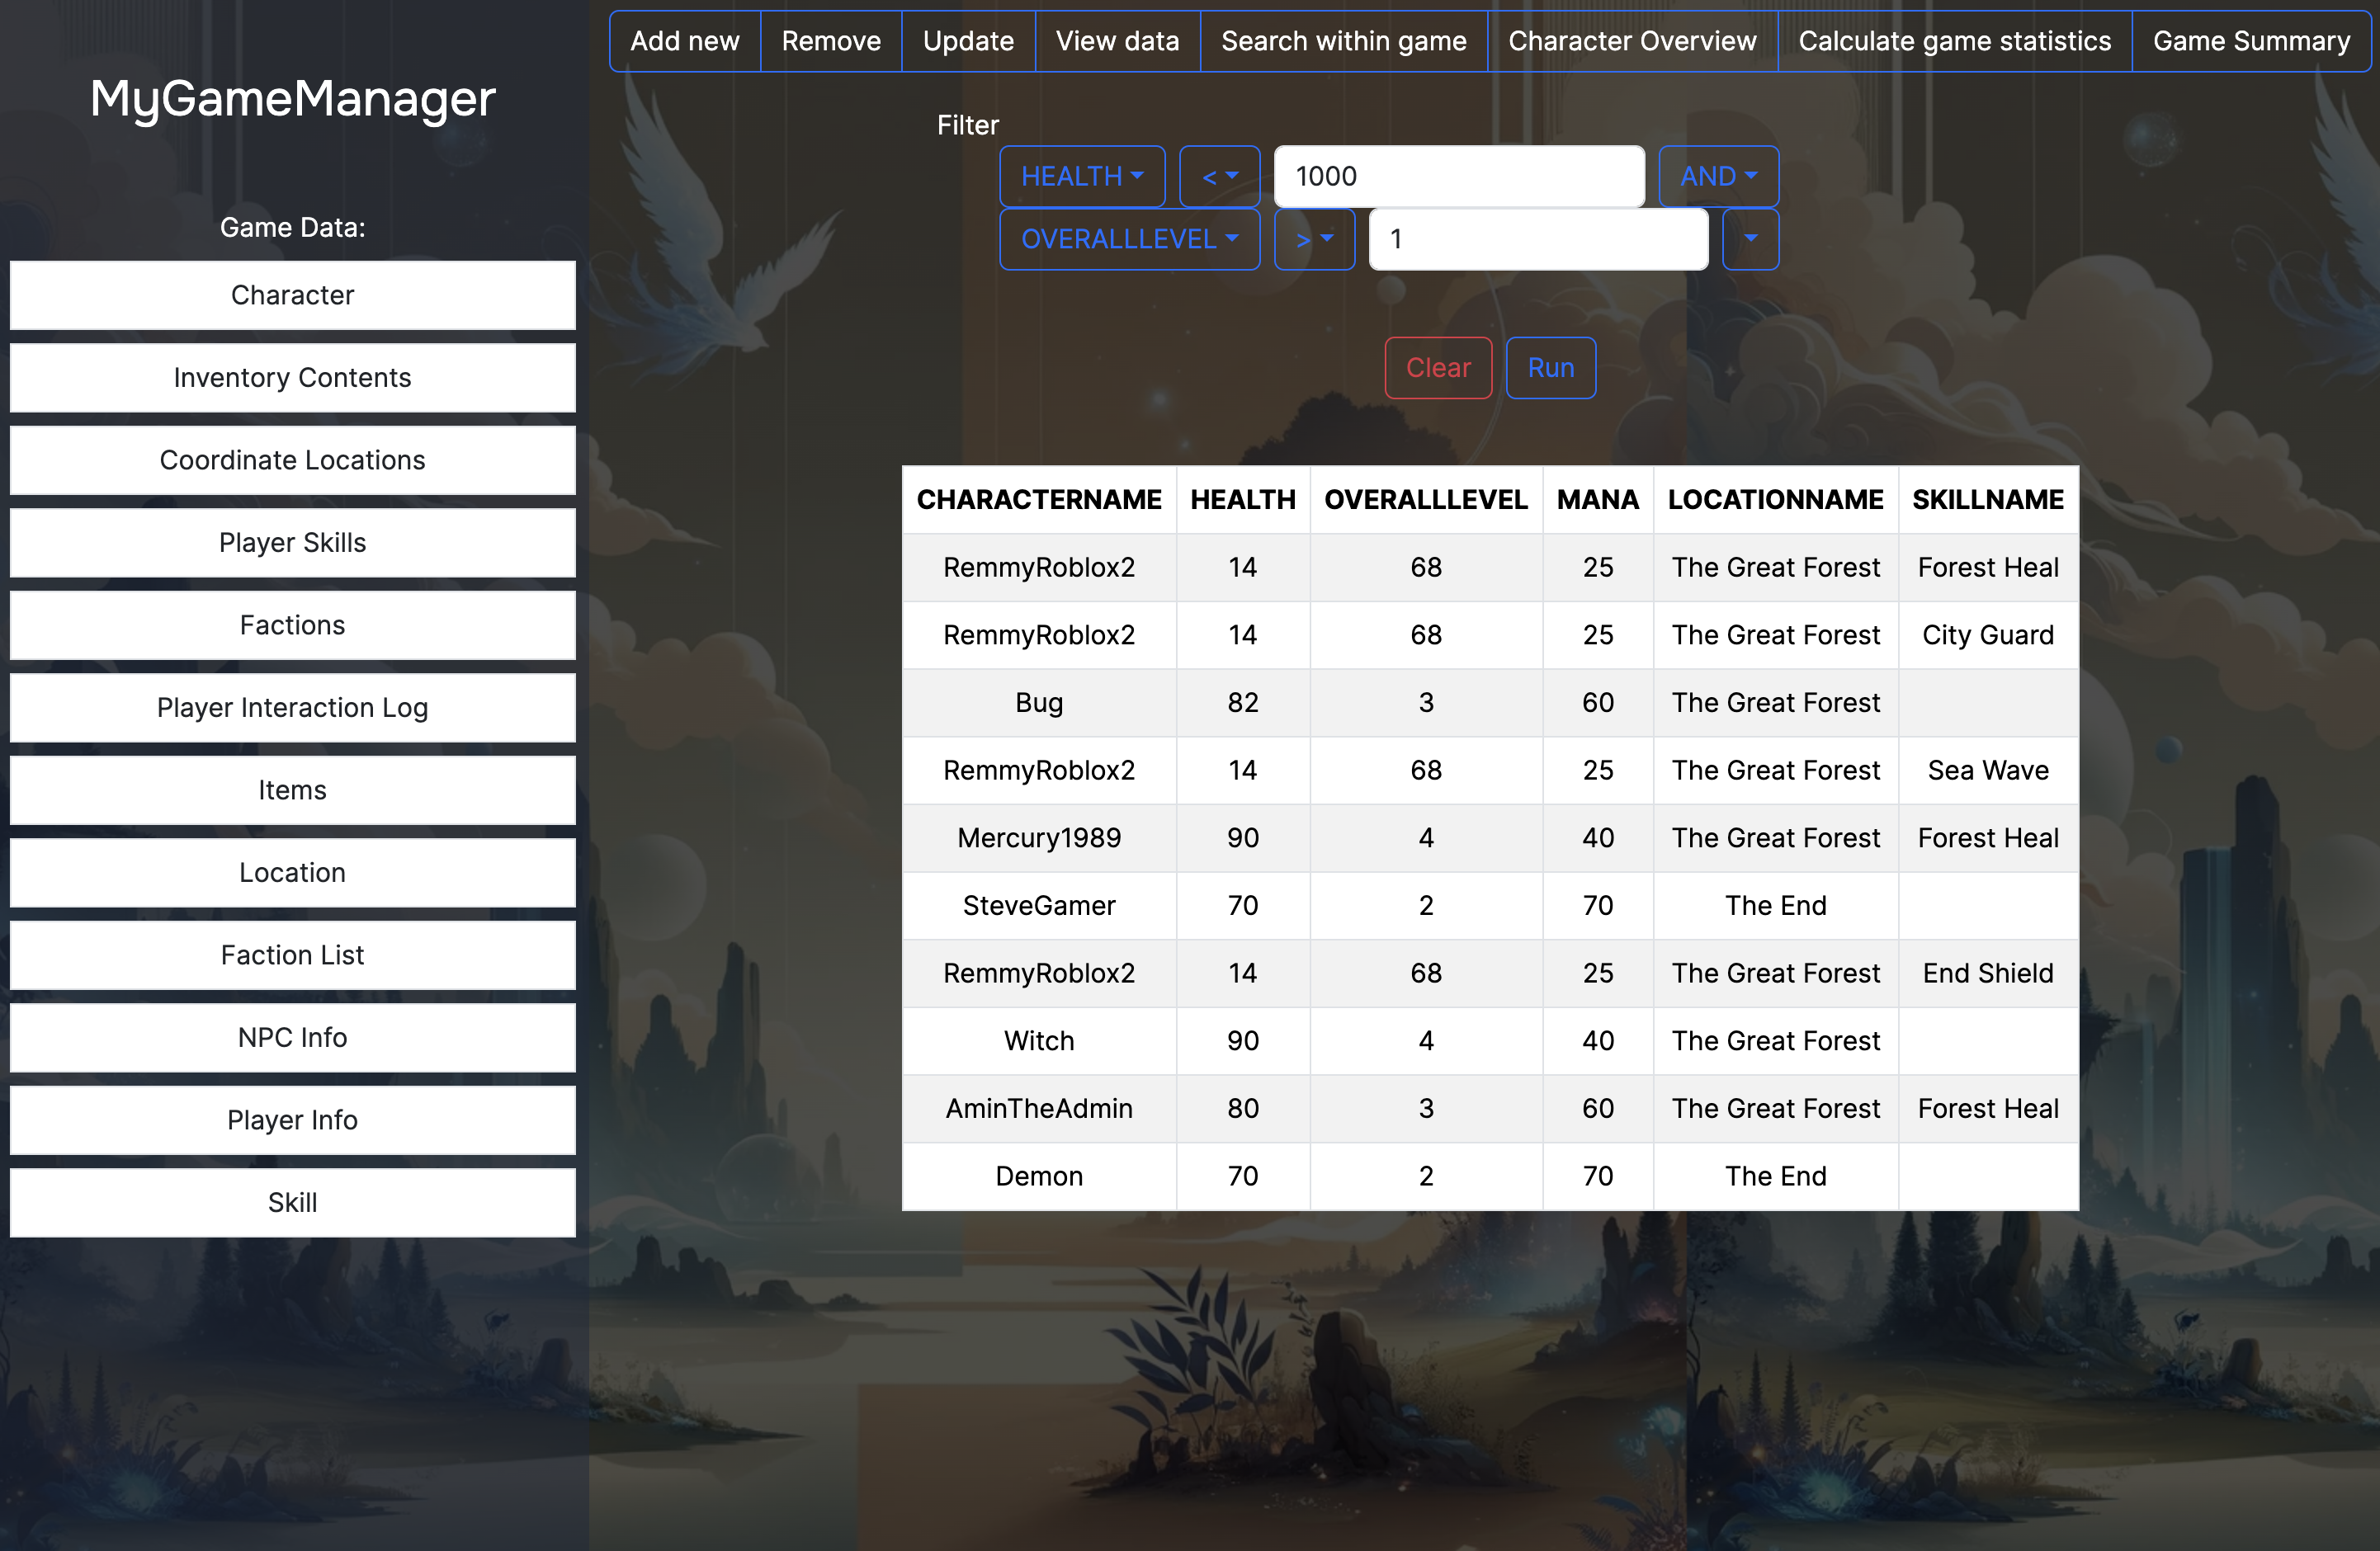 Add new Remove Update View data Search within game Character Overview Calculate game statistics Game Summary
MyGameManager
Game Data:
Character
Inventory Contents
Coordinate Locations
Player Skills
Factions
Player Interaction Log
Items
Location
Faction List
NPC Info
Player Info
Skill
Filter
HEALTH < 1000 AND
OVERALLLEVEL > 1
Clear Run
CHARACTERNAME HEALTH OVERALLLEVEL MANA LOCATIONNAME SKILLNAME
RemmyRoblox2 14 68 25 The Great Forest Forest Heal
RemmyRoblox2 14 68 25 The Great Forest City Guard
Bug 82 3 60 The Great Forest
RemmyRoblox2 14 68 25 The Great Forest Sea Wave
Mercury1989 90 4 40 The Great Forest Forest Heal
SteveGamer 70 2 70 The End
RemmyRoblox2 14 68 25 The Great Forest End Shield
Witch 90 4 40 The Great Forest
AminTheAdmin 80 3 60 The Great Forest Forest Heal
Demon 70 2 70 The End